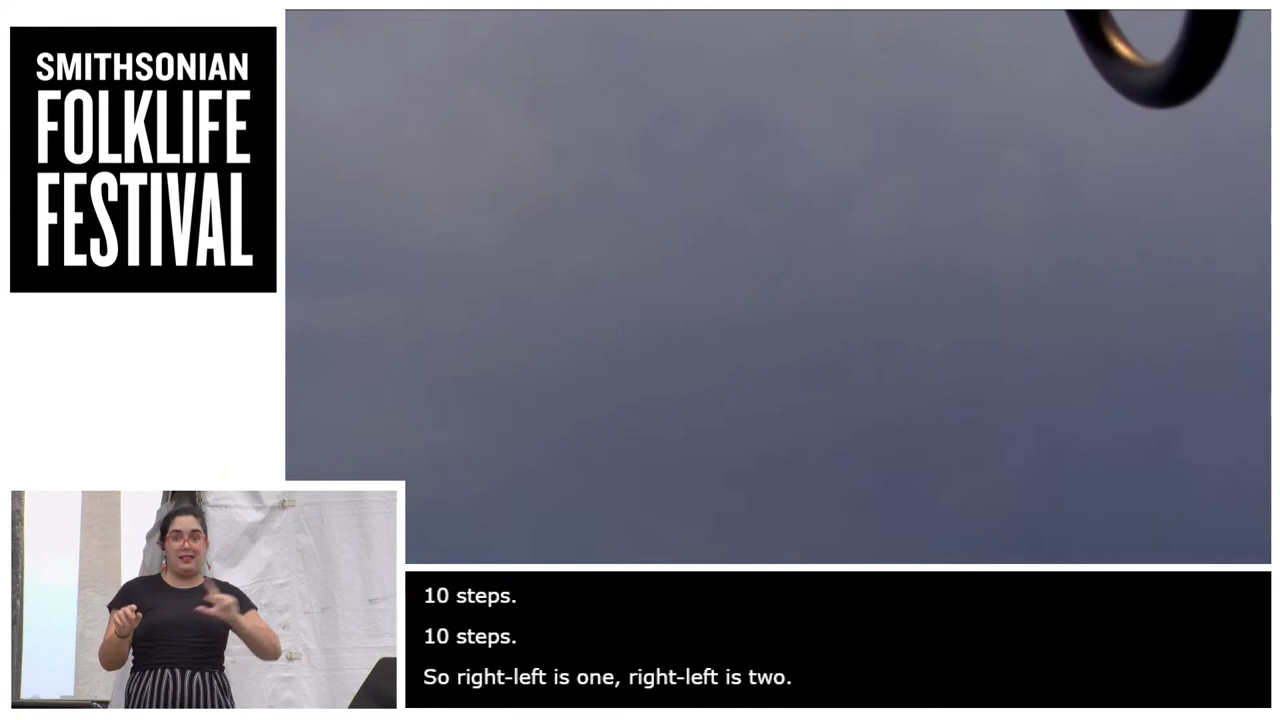 SMITHSONIAN
FOLKLIFE
FESTIVAL
10 steps.
10 steps.
So right-left is one, right-left is two.